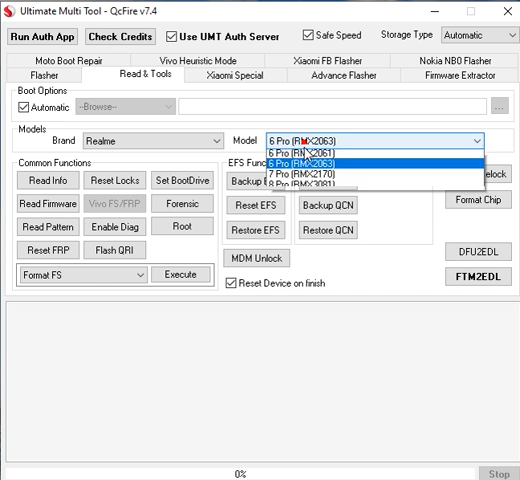 Ultimate Multi Tool - QcFire v7.4
Run Auth App Check Credits Use UMT Auth Server Safe Speed Storage Type Automatic
Moto Boot Repair Vivo Heuristic Mode Xiaomi FB Flasher Nokia NB0 Flasher
Flasher Read & Tools Xiaomi Special Advance Flasher Firmware Extractor
Boot Options
Automatic --Browse-- ...
Models
Brand Realme Model 6 Pro (RMX2063)
6 Pro (RMX2061)
6 Pro (RMX2063)
7 Pro (RMX2170)
8 Pro (RMX3081)
Common Functions EFS Func
Read Info Reset Locks Set BootDrive Backup elock
Read Firmware Vivo FS/FRP Forensic Reset EFS Backup QCN Format Chip
Read Pattern Enable Diag Root Restore EFS Restore QCN
Reset FRP Flash QRI MDM Unlock DFU2EDL
Format FS Execute Reset Device on finish FTM2EDL
0% Stop